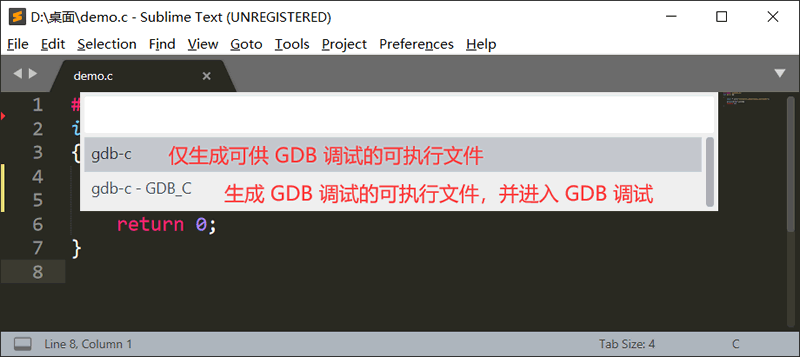 D:\桌面\demo.c - Sublime Text (UNREGISTERED)
File Edit Selection Find View Goto Tools Project Preferences Help
demo.c
1 #
2 i
3 {
gdb-c 仅生成可供 GDB 调试的可执行文件
4
gdb-c - GDB_C 生成 GDB 调试的可执行文件，并进入 GDB 调试
5
6 return 0;
7 }
8
Line 8, Column 1 Tab Size: 4 C